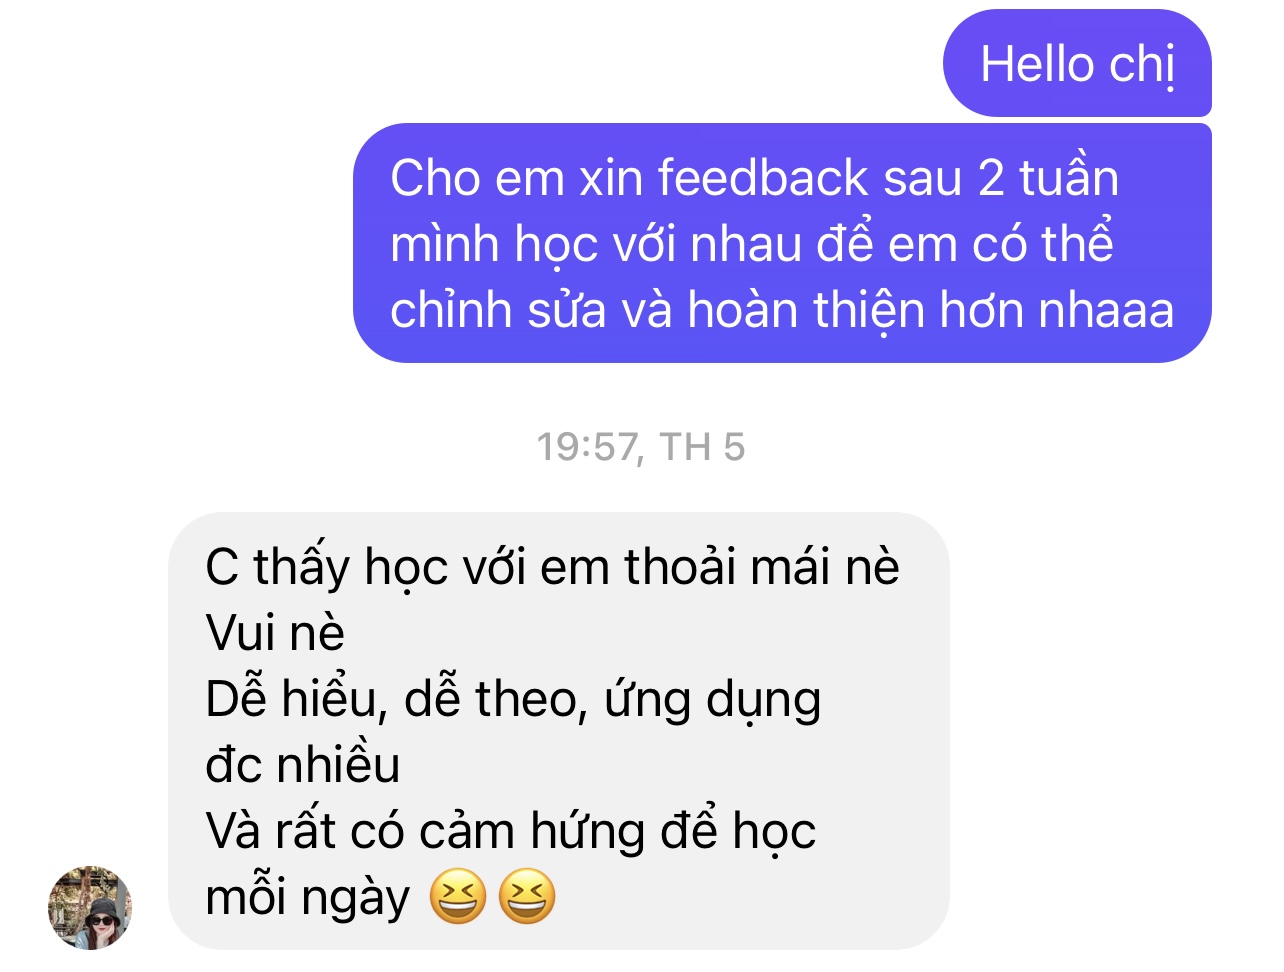 Hello chị
Cho em xin feedback sau 2 tuần
mình học với nhau để em có thể
chỉnh sửa và hoàn thiện hơn nhaaa
19:57, TH 5
C thấy học với em thoải mái nè
Vui nè
Dễ hiểu, dễ theo, ứng dụng
đc nhiều
Và rất có cảm hứng để học
mỗi ngày 😆😆